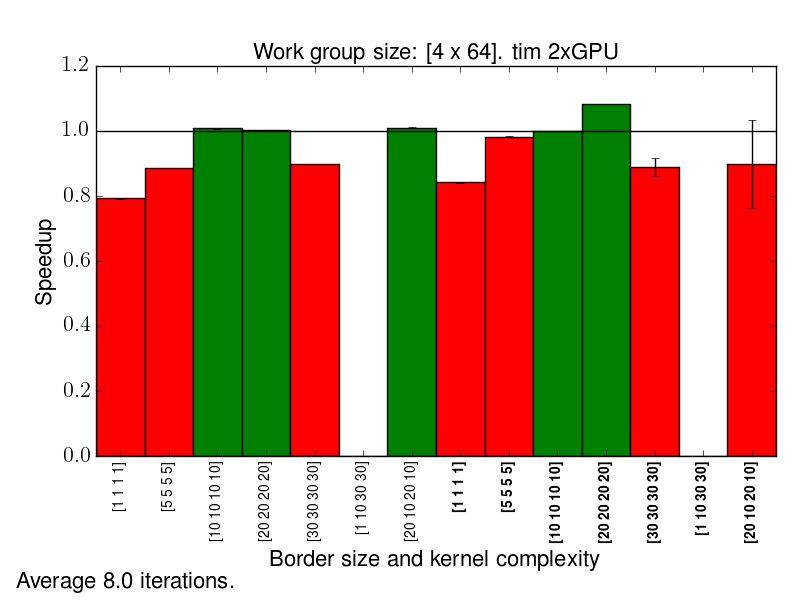 Work group size: [4 x 64]. tim 2xGPU
1.2
1.0
0.8
0.6
0.4
0.2
0.0
Speedup
[1 1 1 1]
[5 5 5 5]
[10 10 10 10]
[20 20 20 20]
[30 30 30 30]
[1 10 30 30]
[20 10 20 10]
[1 1 1 1]
[5 5 5 5]
[10 10 10 10]
[20 20 20 20]
[30 30 30 30]
[1 10 30 30]
[20 10 20 10]
Border size and kernel complexity
Average 8.0 iterations.